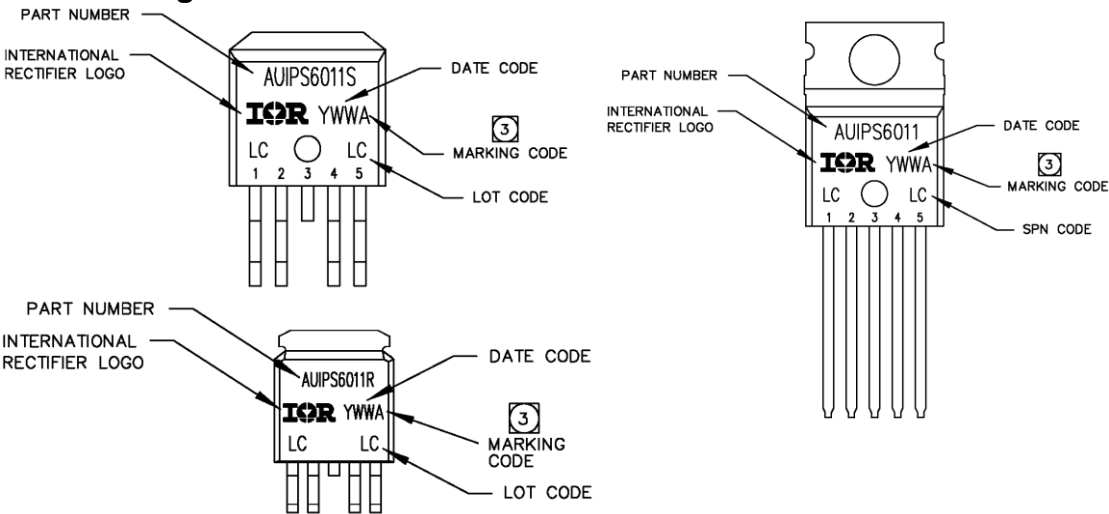 PART NUMBER
INTERNATIONAL
RECTIFIER LOGO
AUIPS6011S
IOR YWWA
LC LC
1 2 3 4 5
DATE CODE
3
MARKING CODE
LOT CODE
PART NUMBER
INTERNATIONAL
RECTIFIER LOGO
AUIPS6011
IOR YWWA
LC LC
1 2 3 4 5
DATE CODE
3
MARKING CODE
SPN CODE
PART NUMBER
INTERNATIONAL
RECTIFIER LOGO
AUIPS6011R
IOR YWWA
LC LC
DATE CODE
3
MARKING
CODE
LOT CODE